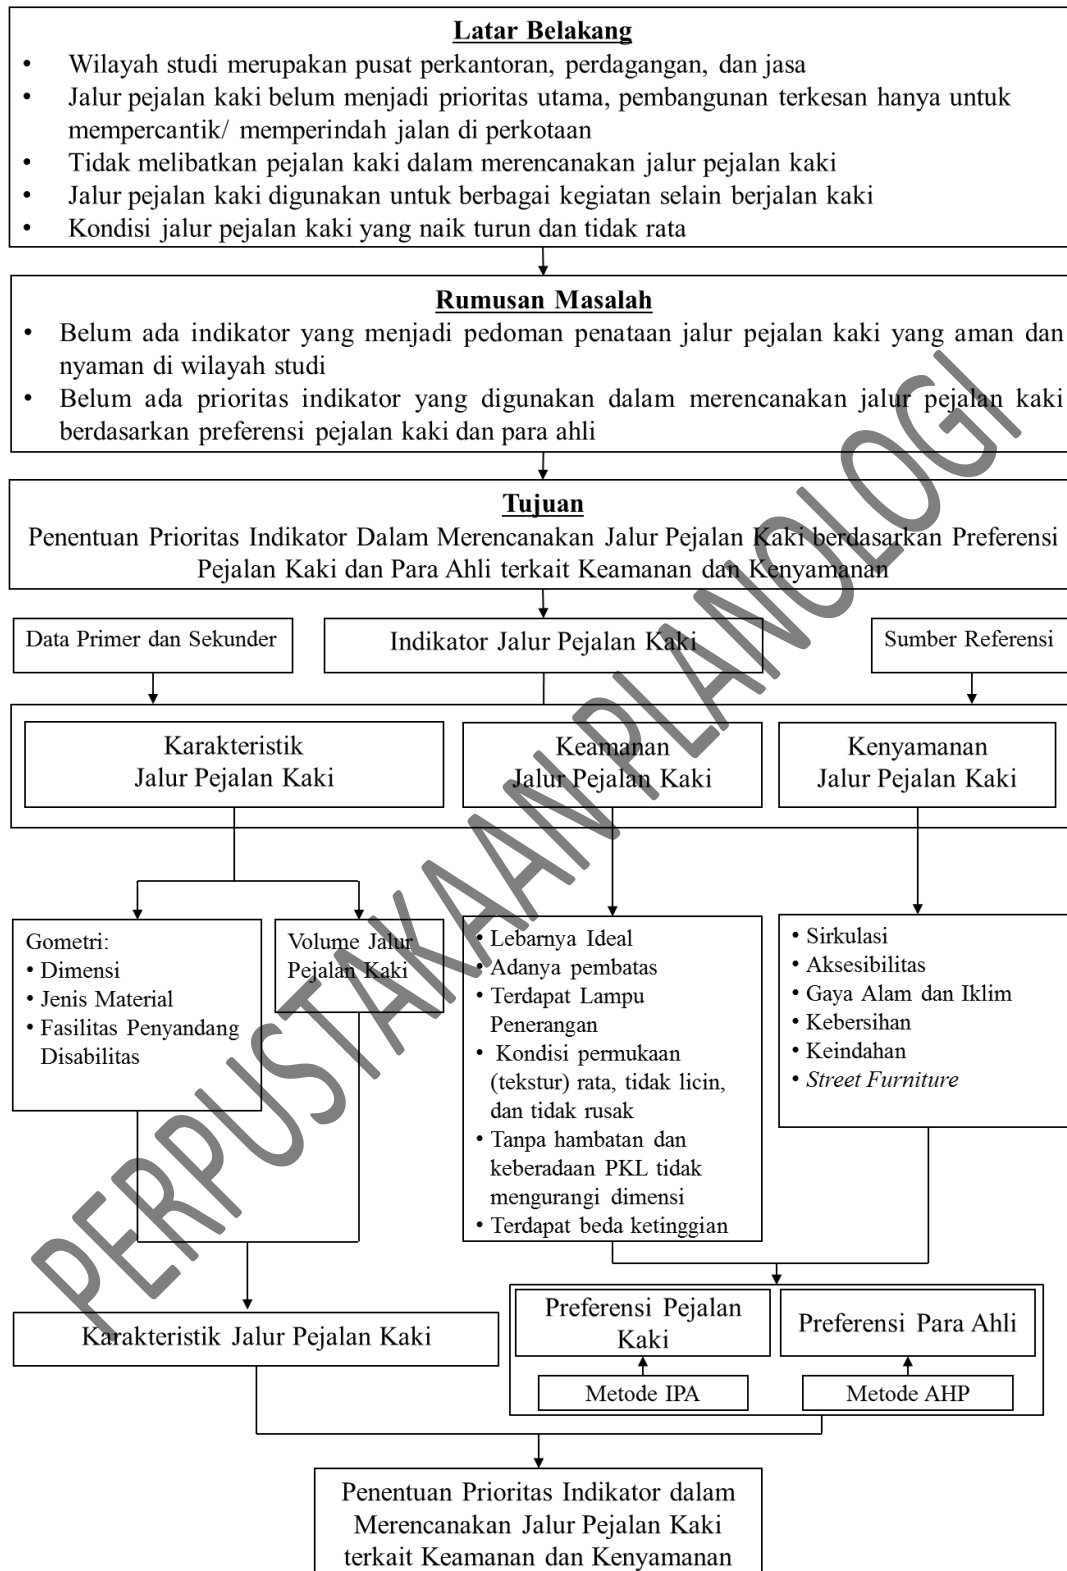 Latar Belakang
• Wilayah studi merupakan pusat perkantoran, perdagangan, dan jasa
• Jalur pejalan kaki belum menjadi prioritas utama, pembangunan terkesan hanya untuk
mempercantik/ memperindah jalan di perkotaan
• Tidak melibatkan pejalan kaki dalam merencanakan jalur pejalan kaki
• Jalur pejalan kaki digunakan untuk berbagai kegiatan selain berjalan kaki
• Kondisi jalur pejalan kaki yang naik turun dan tidak rata
Rumusan Masalah
• Belum ada indikator yang menjadi pedoman penataan jalur pejalan kaki yang aman dan
nyaman di wilayah studi
• Belum ada prioritas indikator yang digunakan dalam merencanakan jalur pejalan kaki
berdasarkan preferensi pejalan kaki dan para ahli
Tujuan
Penentuan Prioritas Indikator Dalam Merencanakan Jalur Pejalan Kaki berdasarkan Preferensi
Pejalan Kaki dan Para Ahli terkait Keamanan dan Kenyamanan
Data Primer dan Sekunder
Indikator Jalur Pejalan Kaki
Sumber Referensi
Karakteristik
Jalur Pejalan Kaki
Keamanan
Jalur Pejalan Kaki
Kenyamanan
Jalur Pejalan Kaki
Gometri:
• Dimensi
• Jenis Material
• Fasilitas Penyandang
Disabilitas
Volume Jalur
Pejalan Kaki
• Lebarnya Ideal
• Adanya pembatas
• Terdapat Lampu
Penerangan
• Kondisi permukaan
(tekstur) rata, tidak licin,
dan tidak rusak
• Tanpa hambatan dan
keberadaan PKL tidak
mengurangi dimensi
• Terdapat beda ketinggian
• Sirkulasi
• Aksesibilitas
• Gaya Alam dan Iklim
• Kebersihan
• Keindahan
• Street Furniture
Karakteristik Jalur Pejalan Kaki
Preferensi Pejalan
Kaki
Preferensi Para Ahli
Metode IPA
Metode AHP
Penentuan Prioritas Indikator dalam
Merencanakan Jalur Pejalan Kaki
terkait Keamanan dan Kenyamanan
PERPUSTAKAAN PLANOLOGI